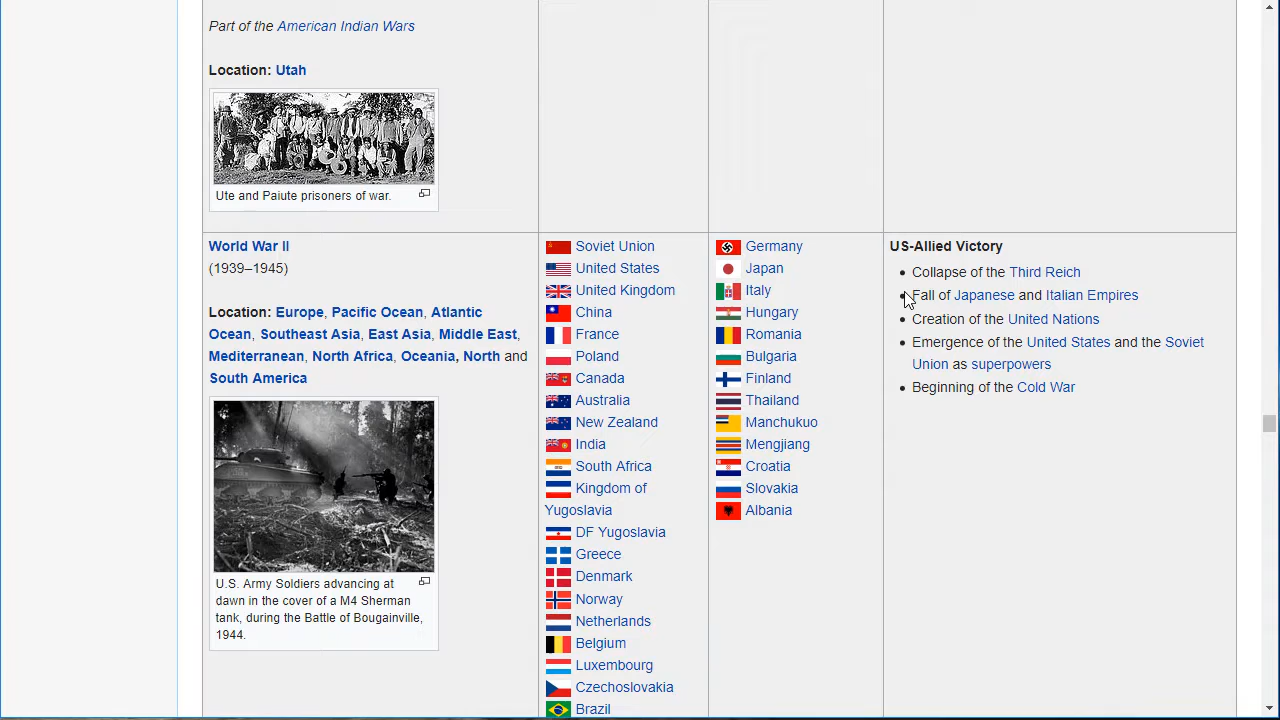 Part of the American Indian Wars
Location: Utah
Ute and Paiute prisoners of war.
World War II
(1939–1945)
Location: Europe, Pacific Ocean, Atlantic
Ocean, Southeast Asia, East Asia, Middle East,
Mediterranean, North Africa, Oceania, North and
South America
U.S. Army Soldiers advancing at
dawn in the cover of a M4 Sherman
tank, during the Battle of Bougainville,
1944.
Soviet Union
United States
United Kingdom
China
France
Poland
Canada
Australia
New Zealand
India
South Africa
Kingdom of
Yugoslavia
DF Yugoslavia
Greece
Denmark
Norway
Netherlands
Belgium
Luxembourg
Czechoslovakia
Brazil
Germany
Japan
Italy
Hungary
Romania
Bulgaria
Finland
Thailand
Manchukuo
Mengjiang
Croatia
Slovakia
Albania
US-Allied Victory
Collapse of the Third Reich
Fall of Japanese and Italian Empires
Creation of the United Nations
Emergence of the United States and the Soviet
Union as superpowers
Beginning of the Cold War